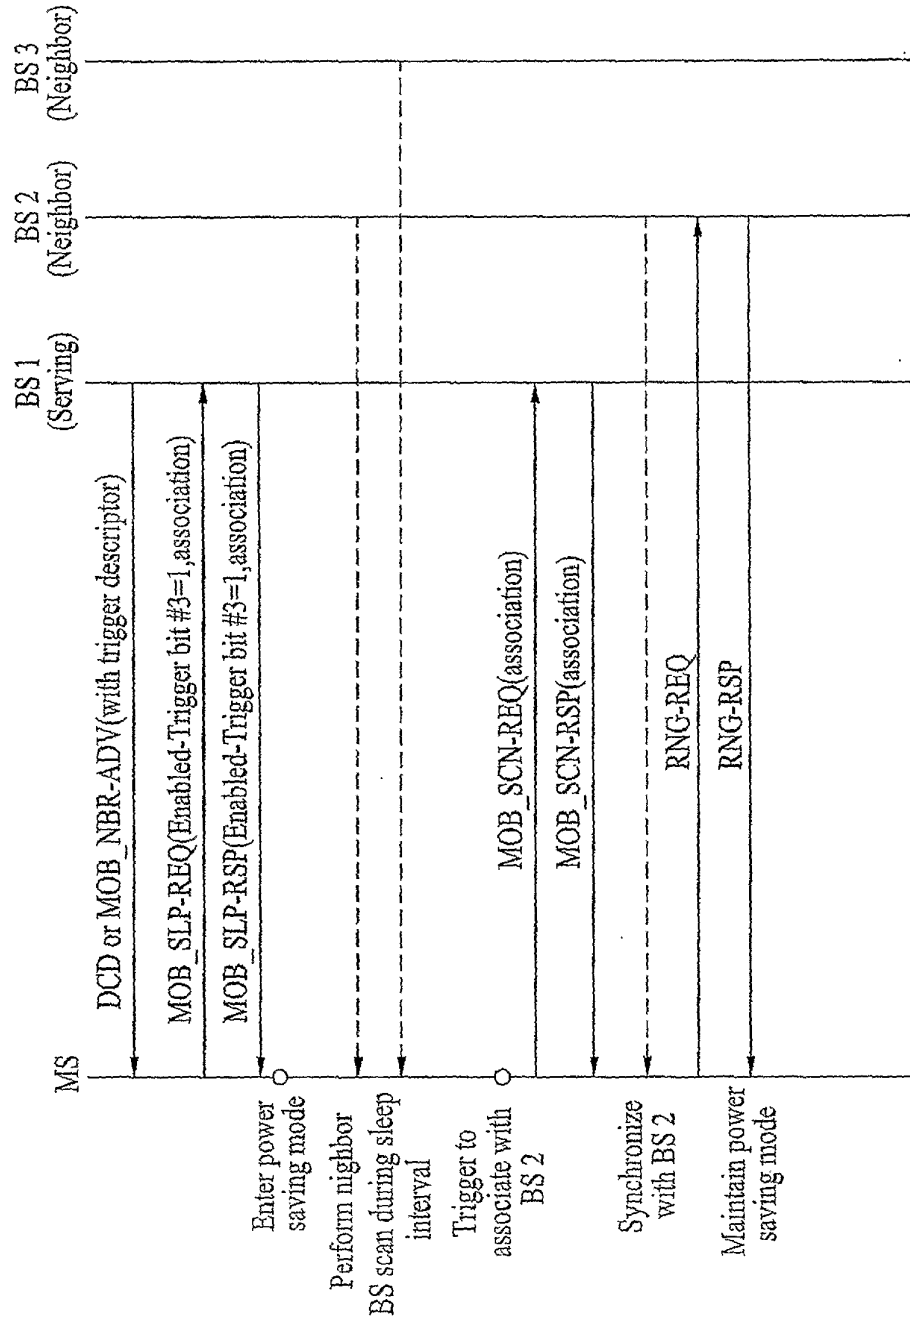 MS
BS 1
(Serving)
BS 2
(Neighbor)
BS 3
(Neighbor)
DCD or MOB_NBR-ADV(with trigger descriptor)
MOB_SLP-REQ(Enabled-Trigger bit #3=1,association)
MOB_SLP-RSP(Enabled-Trigger bit #3=1,association)
Enter power
saving mode
Perform nighbor
BS scan during sleep
interval
Trigger to
associate with
BS 2
MOB_SCN-REQ(association)
MOB_SCN-RSP(association)
Synchronize
with BS 2
RNG-REQ
RNG-RSP
Maintain power
saving mode